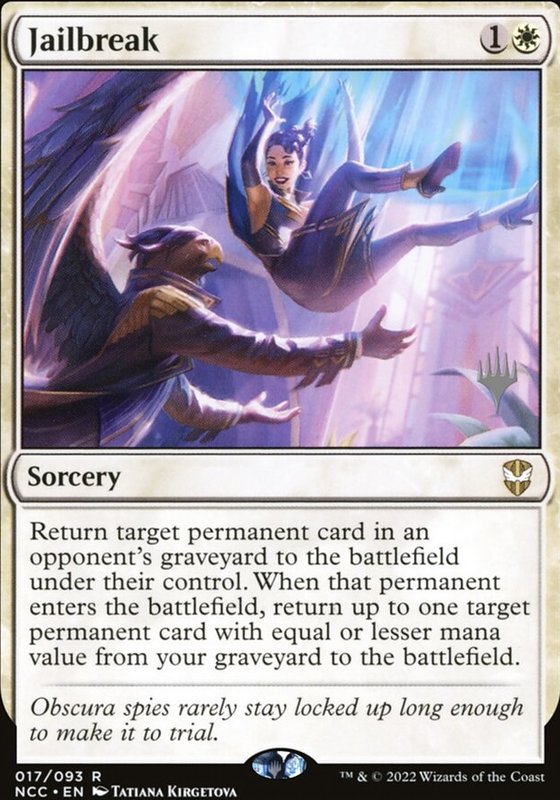 Jailbreak 1
Sorcery
Return target permanent card in an
opponent's graveyard to the battlefield
under their control. When that permanent
enters the battlefield, return up to one target
permanent card with equal or lesser mana
value from your graveyard to the battlefield.
Obscura spies rarely stay locked up long enough
to make it to trial.
017/093 R
NCC • EN Tatiana Kirgetova
™ & © 2022 Wizards of the Coast